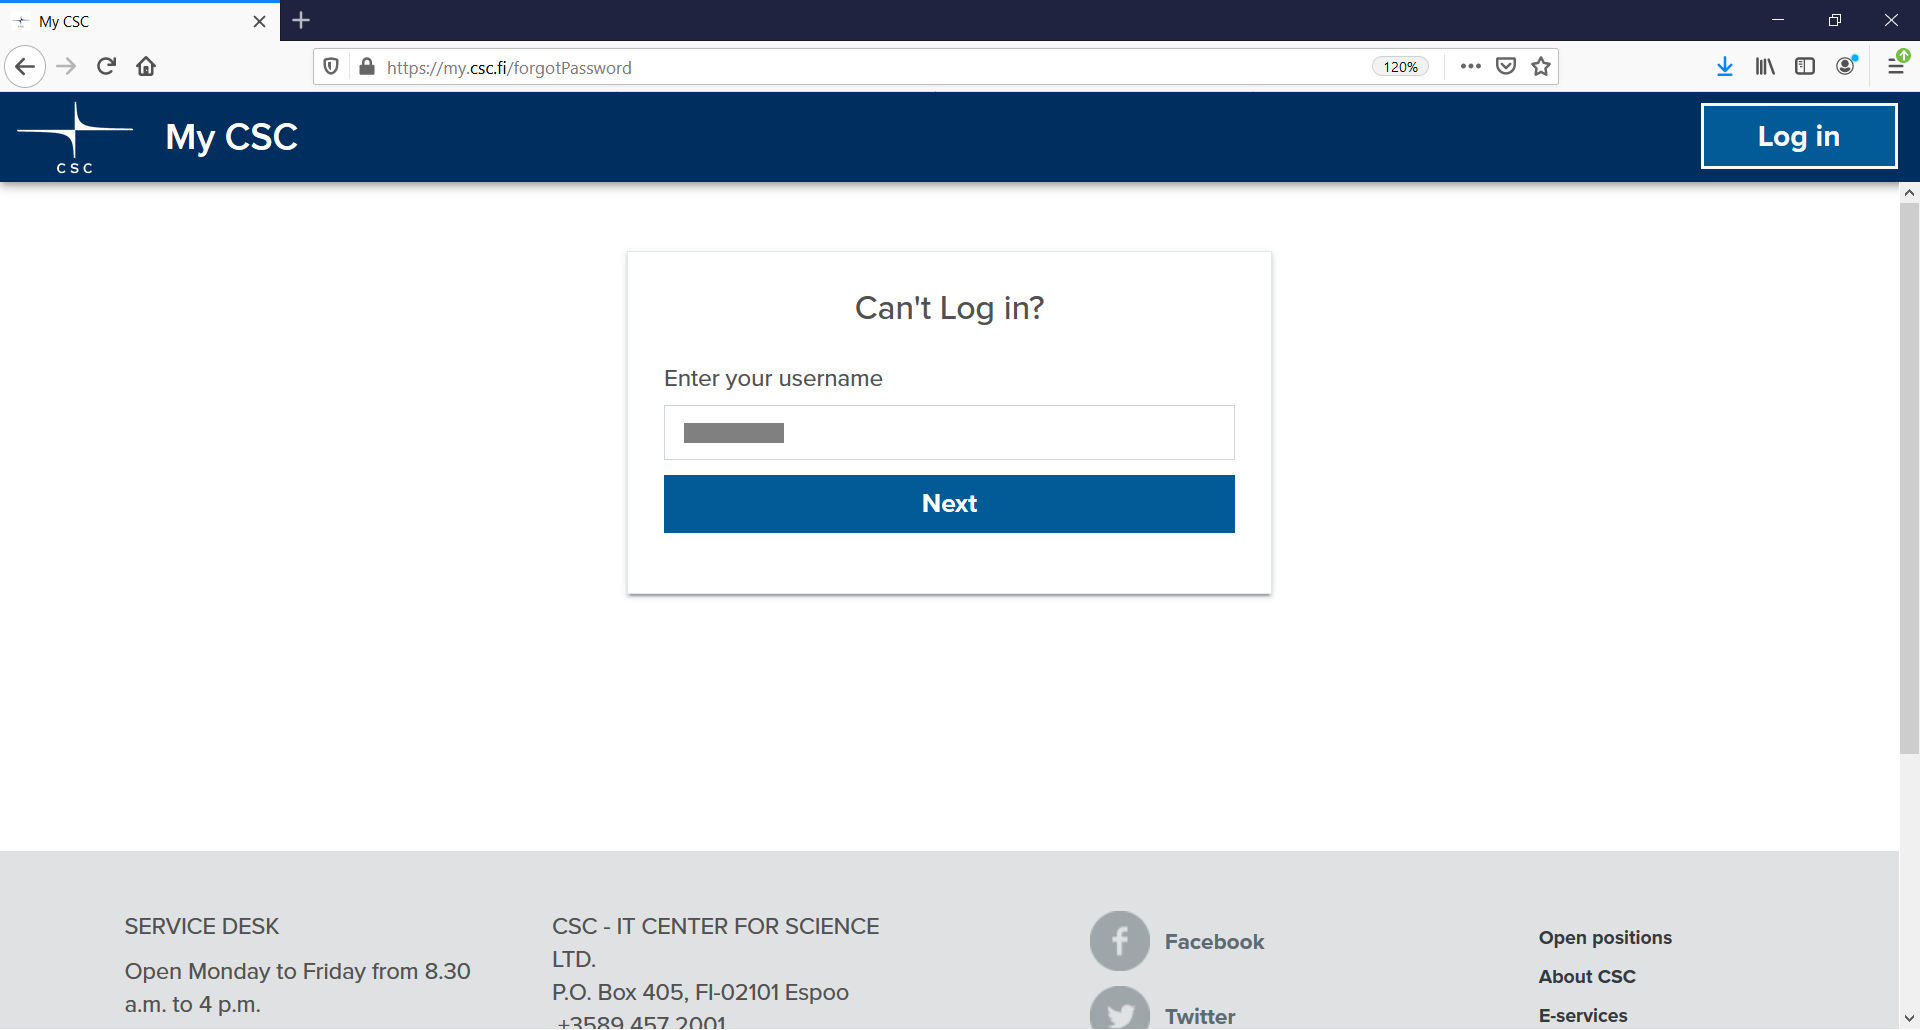 My CSC
https://my.csc.fi/forgotPassword
120%
CSC
My CSC
Log in
Can't Log in?
Enter your username
Next
SERVICE DESK
Open Monday to Friday from 8.30
a.m. to 4 p.m.
CSC - IT CENTER FOR SCIENCE
LTD.
P.O. Box 405, FI-02101 Espoo
+3589 457 2001
Facebook
Twitter
Open positions
About CSC
E-services